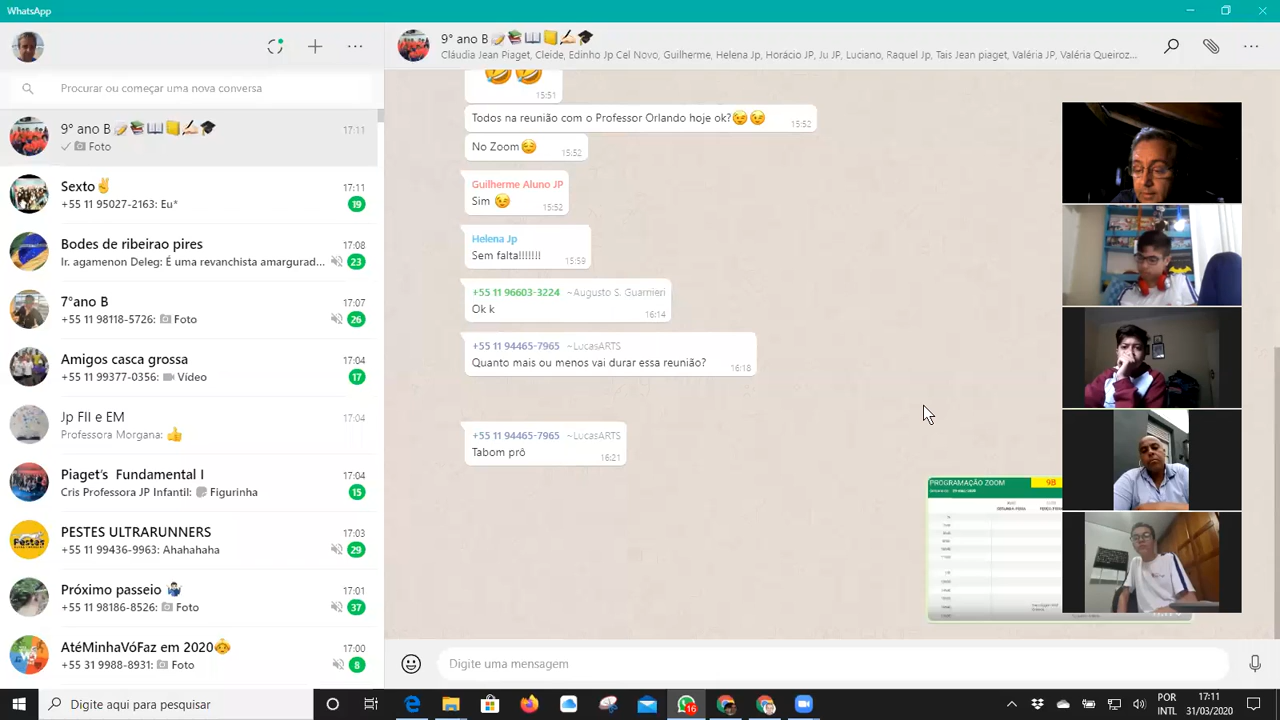 WhatsApp
Procurar ou começar uma nova conversa
9° ano B 17:11
Foto
Sexto 17:11
+55 11 95027-2163: Eu* 19
Bodes de ribeirao pires 17:08
Ir. agamenon Deleg: É uma revanchista amargurad... 23
7°ano B 17:07
+55 11 98118-5726: Foto 26
Amigos casca grossa 17:04
+55 11 99377-0356: Vídeo 17
Jp FII e EM 17:04
Professora Morgana: 👍
Piaget's Fundamental I 17:04
Cris Professora JP Infantil: Figurinha 15
PESTES ULTRARUNNERS 17:03
+55 11 99436-9963: Ahahahaha 29
Próximo passeio 17:01
+55 11 98186-8526: Foto 37
AtéMinhaVóFaz em 2020 17:00
+55 31 9988-8931: Foto 8
9° ano B
Cláudia Jean Piaget, Cleide, Edinho Jp Cel Novo, Guilherme, Helena Jp, Horácio JP, Ju JP, Luciano, Raquel Jp, Tais Jean piaget, Valéria JP, Valéria Queiroz...
15:51
Todos na reunião com o Professor Orlando hoje ok?😉😉 15:52
No Zoom😌 15:52
Guilherme Aluno JP
Sim 😉 15:52
Helena Jp
Sem falta!!!!!!! 15:59
+55 11 96603-3224 ~Augusto S. Guarnieri
Ok k 16:14
+55 11 94465-7965 ~LucasARTS
Quanto mais ou menos vai durar essa reunião? 16:18
+55 11 94465-7965 ~LucasARTS
Tabom prô 16:21
PROGRAMAÇÃO ZOOM 9B
Digite uma mensagem
Digite aqui para pesquisar
16
POR
INTL
17:11
31/03/2020